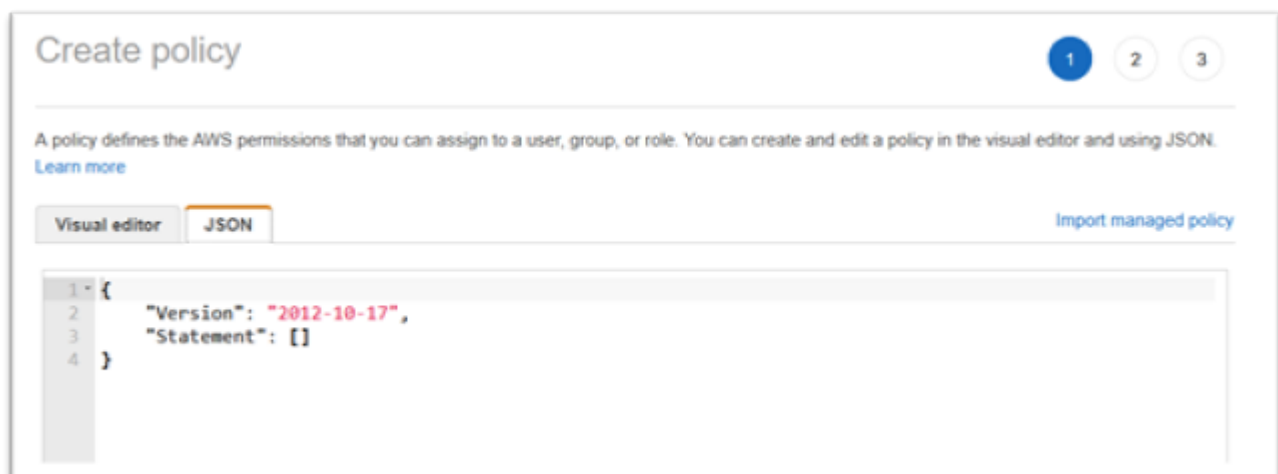 Create policy
1 2 3
A policy defines the AWS permissions that you can assign to a user, group, or role. You can create and edit a policy in the visual editor and using JSON.
Learn more
Visual editor JSON Import managed policy
1 {
2 "Version": "2012-10-17",
3 "Statement": []
4 }